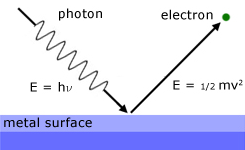 photon electron
E = hν E = 1/2 mv²
metal surface